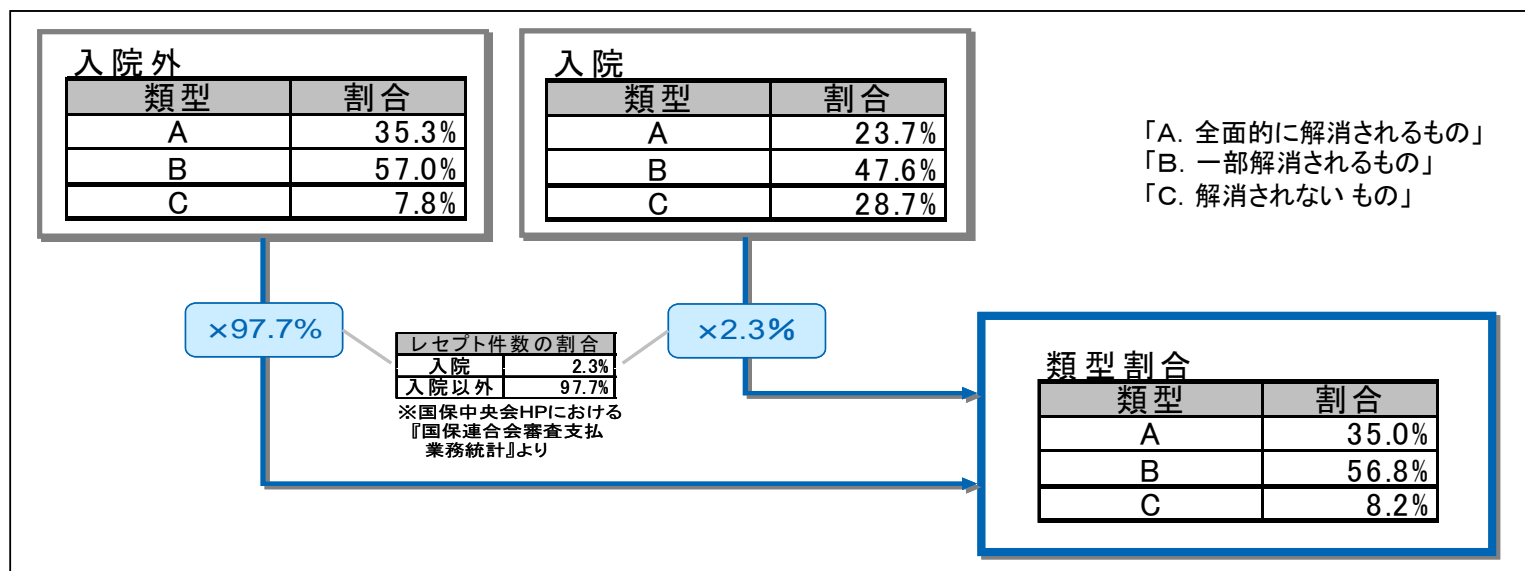 入院外
類型 割合
A 35.3%
B 57.0%
C 7.8%
入院
類型 割合
A 23.7%
B 47.6%
C 28.7%
「A. 全面的に解消されるもの」
「B. 一部解消されるもの」
「C. 解消されない もの」
×97.7%
レセプト件数の割合
入院 2.3%
入院以外 97.7%
※国保中央会HPにおける
『国保連合会審査支払
業務統計』より
×2.3%
類型割合
類型 割合
A 35.0%
B 56.8%
C 8.2%